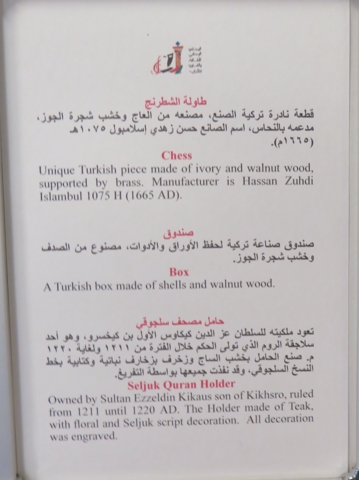 طاولة الشطرنج
قطعة نادرة تركية الصنع، مصنعه من العاج وخشب شجرة الجوز،
مدعمه بالنحاس، اسم الصانع حسن زهدي إسلامبول ١٠٧٥هـ
(١٦٦٥م).
Chess
Unique Turkish piece made of ivory and walnut wood,
supported by brass. Manufacturer is Hassan Zuhdi
Islambul 1075 H (1665 AD).
صندوق
صندوق صناعة تركية لحفظ الأوراق والأدوات، مصنوع من الصدف
وخشب شجرة الجوز.
Box
A Turkish box made of shells and walnut wood.
حامل مصحف سلجوقي
تعود ملكيته للسلطان عز الدين كيكاوس الأول بن كيخسرو، وهو أحد
سلاجقة الروم الذي تولى الحكم خلال الفترة من ١٢١١ ولغاية ١٢٢٠
م. صنع الحامل بخشب الساج وزخرف بزخارف نباتية وكتابية بخط
النسخ السلجوقي، وقد نفذت جميعها بواسطة التفريغ.
Seljuk Quran Holder
Owned by Sultan Ezzeldin Kikaus son of Kikhsro, ruled
from 1211 until 1220 AD. The Holder made of Teak,
with floral and Seljuk script decoration. All decoration
was engraved.